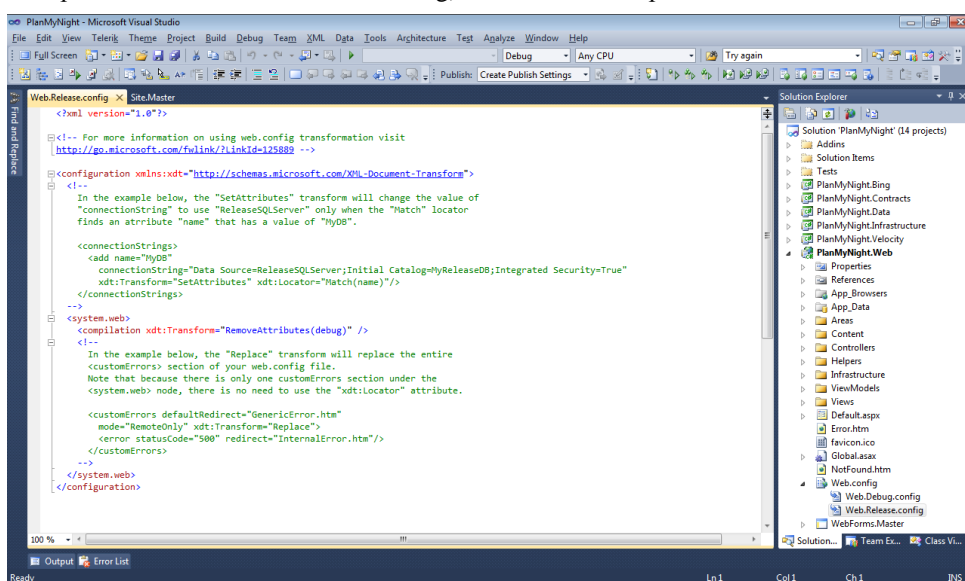 PlanMyNight - Microsoft Visual Studio
File Edit View Telerik Theme Project Build Debug Team XML Data Tools Architecture Test Analyze Window Help
Full Screen Debug Any CPU Try again
Publish: Create Publish Settings
Find and Replace
Web.Release.config Site.Master
<?xml version="1.0"?>
<!-- For more information on using web.config transformation visit
http://go.microsoft.com/fwlink/?LinkId=125889 -->
<configuration xmlns:xdt="http://schemas.microsoft.com/XML-Document-Transform">
<!--
In the example below, the "SetAttributes" transform will change the value of
"connectionString" to use "ReleaseSQLServer" only when the "Match" locator
finds an atrribute "name" that has a value of "MyDB".
<connectionStrings>
<add name="MyDB"
connectionString="Data Source=ReleaseSQLServer;Initial Catalog=MyReleaseDB;Integrated Security=True"
xdt:Transform="SetAttributes" xdt:Locator="Match(name)"/>
</connectionStrings>
-->
<system.web>
<compilation xdt:Transform="RemoveAttributes(debug)" />
<!--
In the example below, the "Replace" transform will replace the entire
<customErrors> section of your web.config file.
Note that because there is only one customErrors section under the
<system.web> node, there is no need to use the "xdt:Locator" attribute.
<customErrors defaultRedirect="GenericError.htm"
mode="RemoteOnly" xdt:Transform="Replace">
<error statusCode="500" redirect="InternalError.htm"/>
</customErrors>
-->
</system.web>
</configuration>
100 %
Solution Explorer
Solution 'PlanMyNight' (14 projects)
Addins
Solution Items
Tests
PlanMyNight.Bing
PlanMyNight.Contracts
PlanMyNight.Data
PlanMyNight.Infrastructure
PlanMyNight.Velocity
PlanMyNight.Web
Properties
References
App_Browsers
App_Data
Areas
Content
Controllers
Helpers
Infrastructure
ViewModels
Views
Default.aspx
Error.htm
favicon.ico
Global.asax
NotFound.htm
Web.config
Web.Debug.config
Web.Release.config
WebForms.Master
Solution... Team Ex... Class Vi...
Output Error List
Ready Ln 1 Col 1 Ch 1 INS